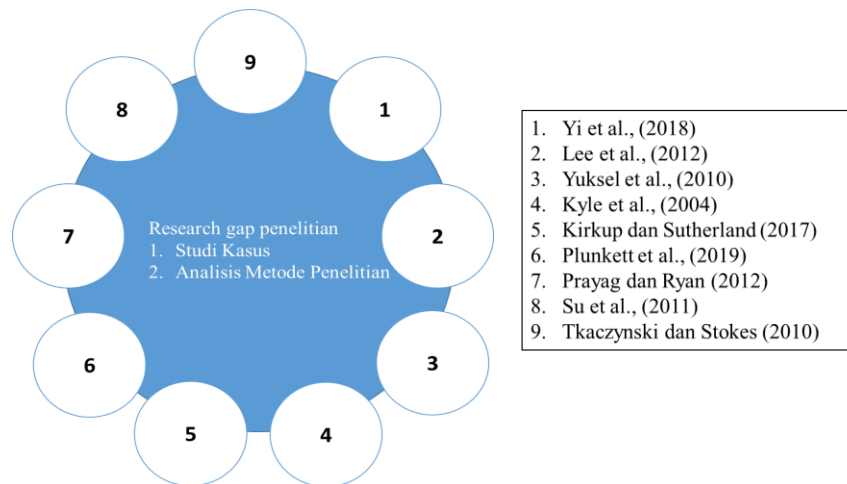 9
8
1
7
2
Research gap penelitian
1. Studi Kasus
2. Analisis Metode Penelitian
6
3
5
4
1. Yi et al., (2018)
2. Lee et al., (2012)
3. Yuksel et al., (2010)
4. Kyle et al., (2004)
5. Kirkup dan Sutherland (2017)
6. Plunkett et al., (2019)
7. Prayag dan Ryan (2012)
8. Su et al., (2011)
9. Tkaczynski dan Stokes (2010)